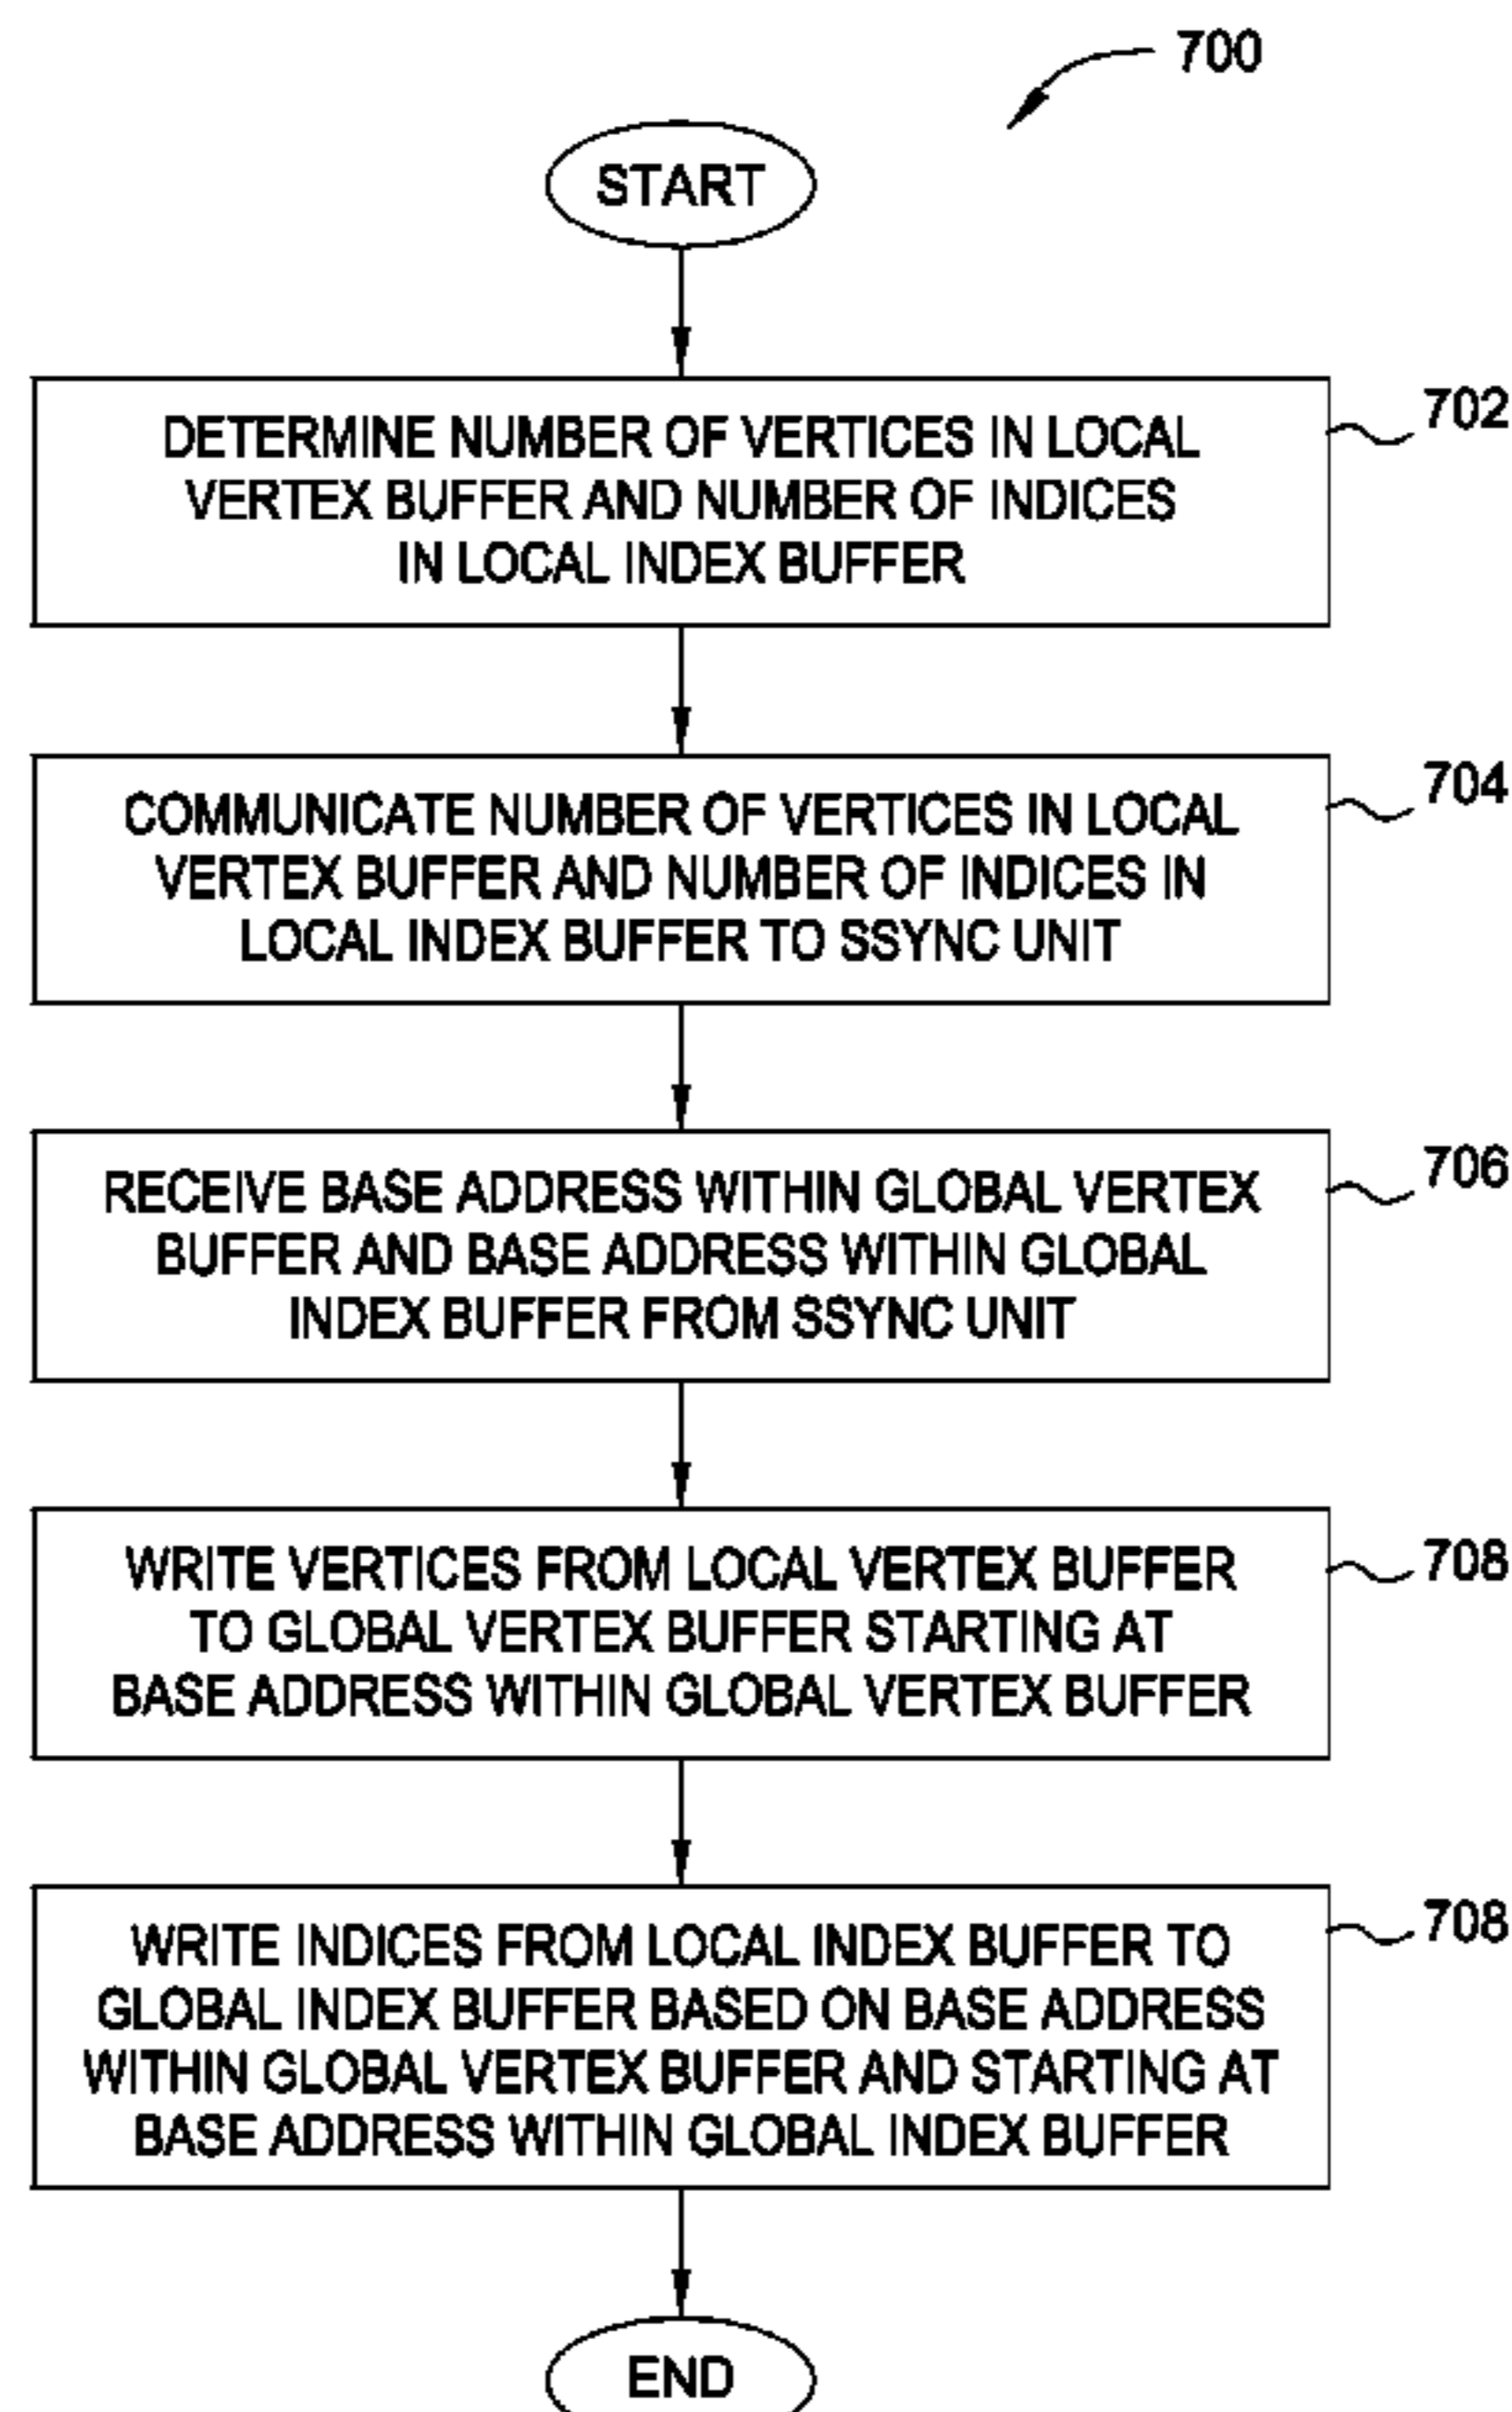 700
START
702
DETERMINE NUMBER OF VERTICES IN LOCAL
VERTEX BUFFER AND NUMBER OF INDICES
IN LOCAL INDEX BUFFER
704
COMMUNICATE NUMBER OF VERTICES IN LOCAL
VERTEX BUFFER AND NUMBER OF INDICES IN
LOCAL INDEX BUFFER TO SSYNC UNIT
706
RECEIVE BASE ADDRESS WITHIN GLOBAL VERTEX
BUFFER AND BASE ADDRESS WITHIN GLOBAL
INDEX BUFFER FROM SSYNC UNIT
708
WRITE VERTICES FROM LOCAL VERTEX BUFFER
TO GLOBAL VERTEX BUFFER STARTING AT
BASE ADDRESS WITHIN GLOBAL VERTEX BUFFER
708
WRITE INDICES FROM LOCAL INDEX BUFFER TO
GLOBAL INDEX BUFFER BASED ON BASE ADDRESS
WITHIN GLOBAL VERTEX BUFFER AND STARTING AT
BASE ADDRESS WITHIN GLOBAL INDEX BUFFER
END